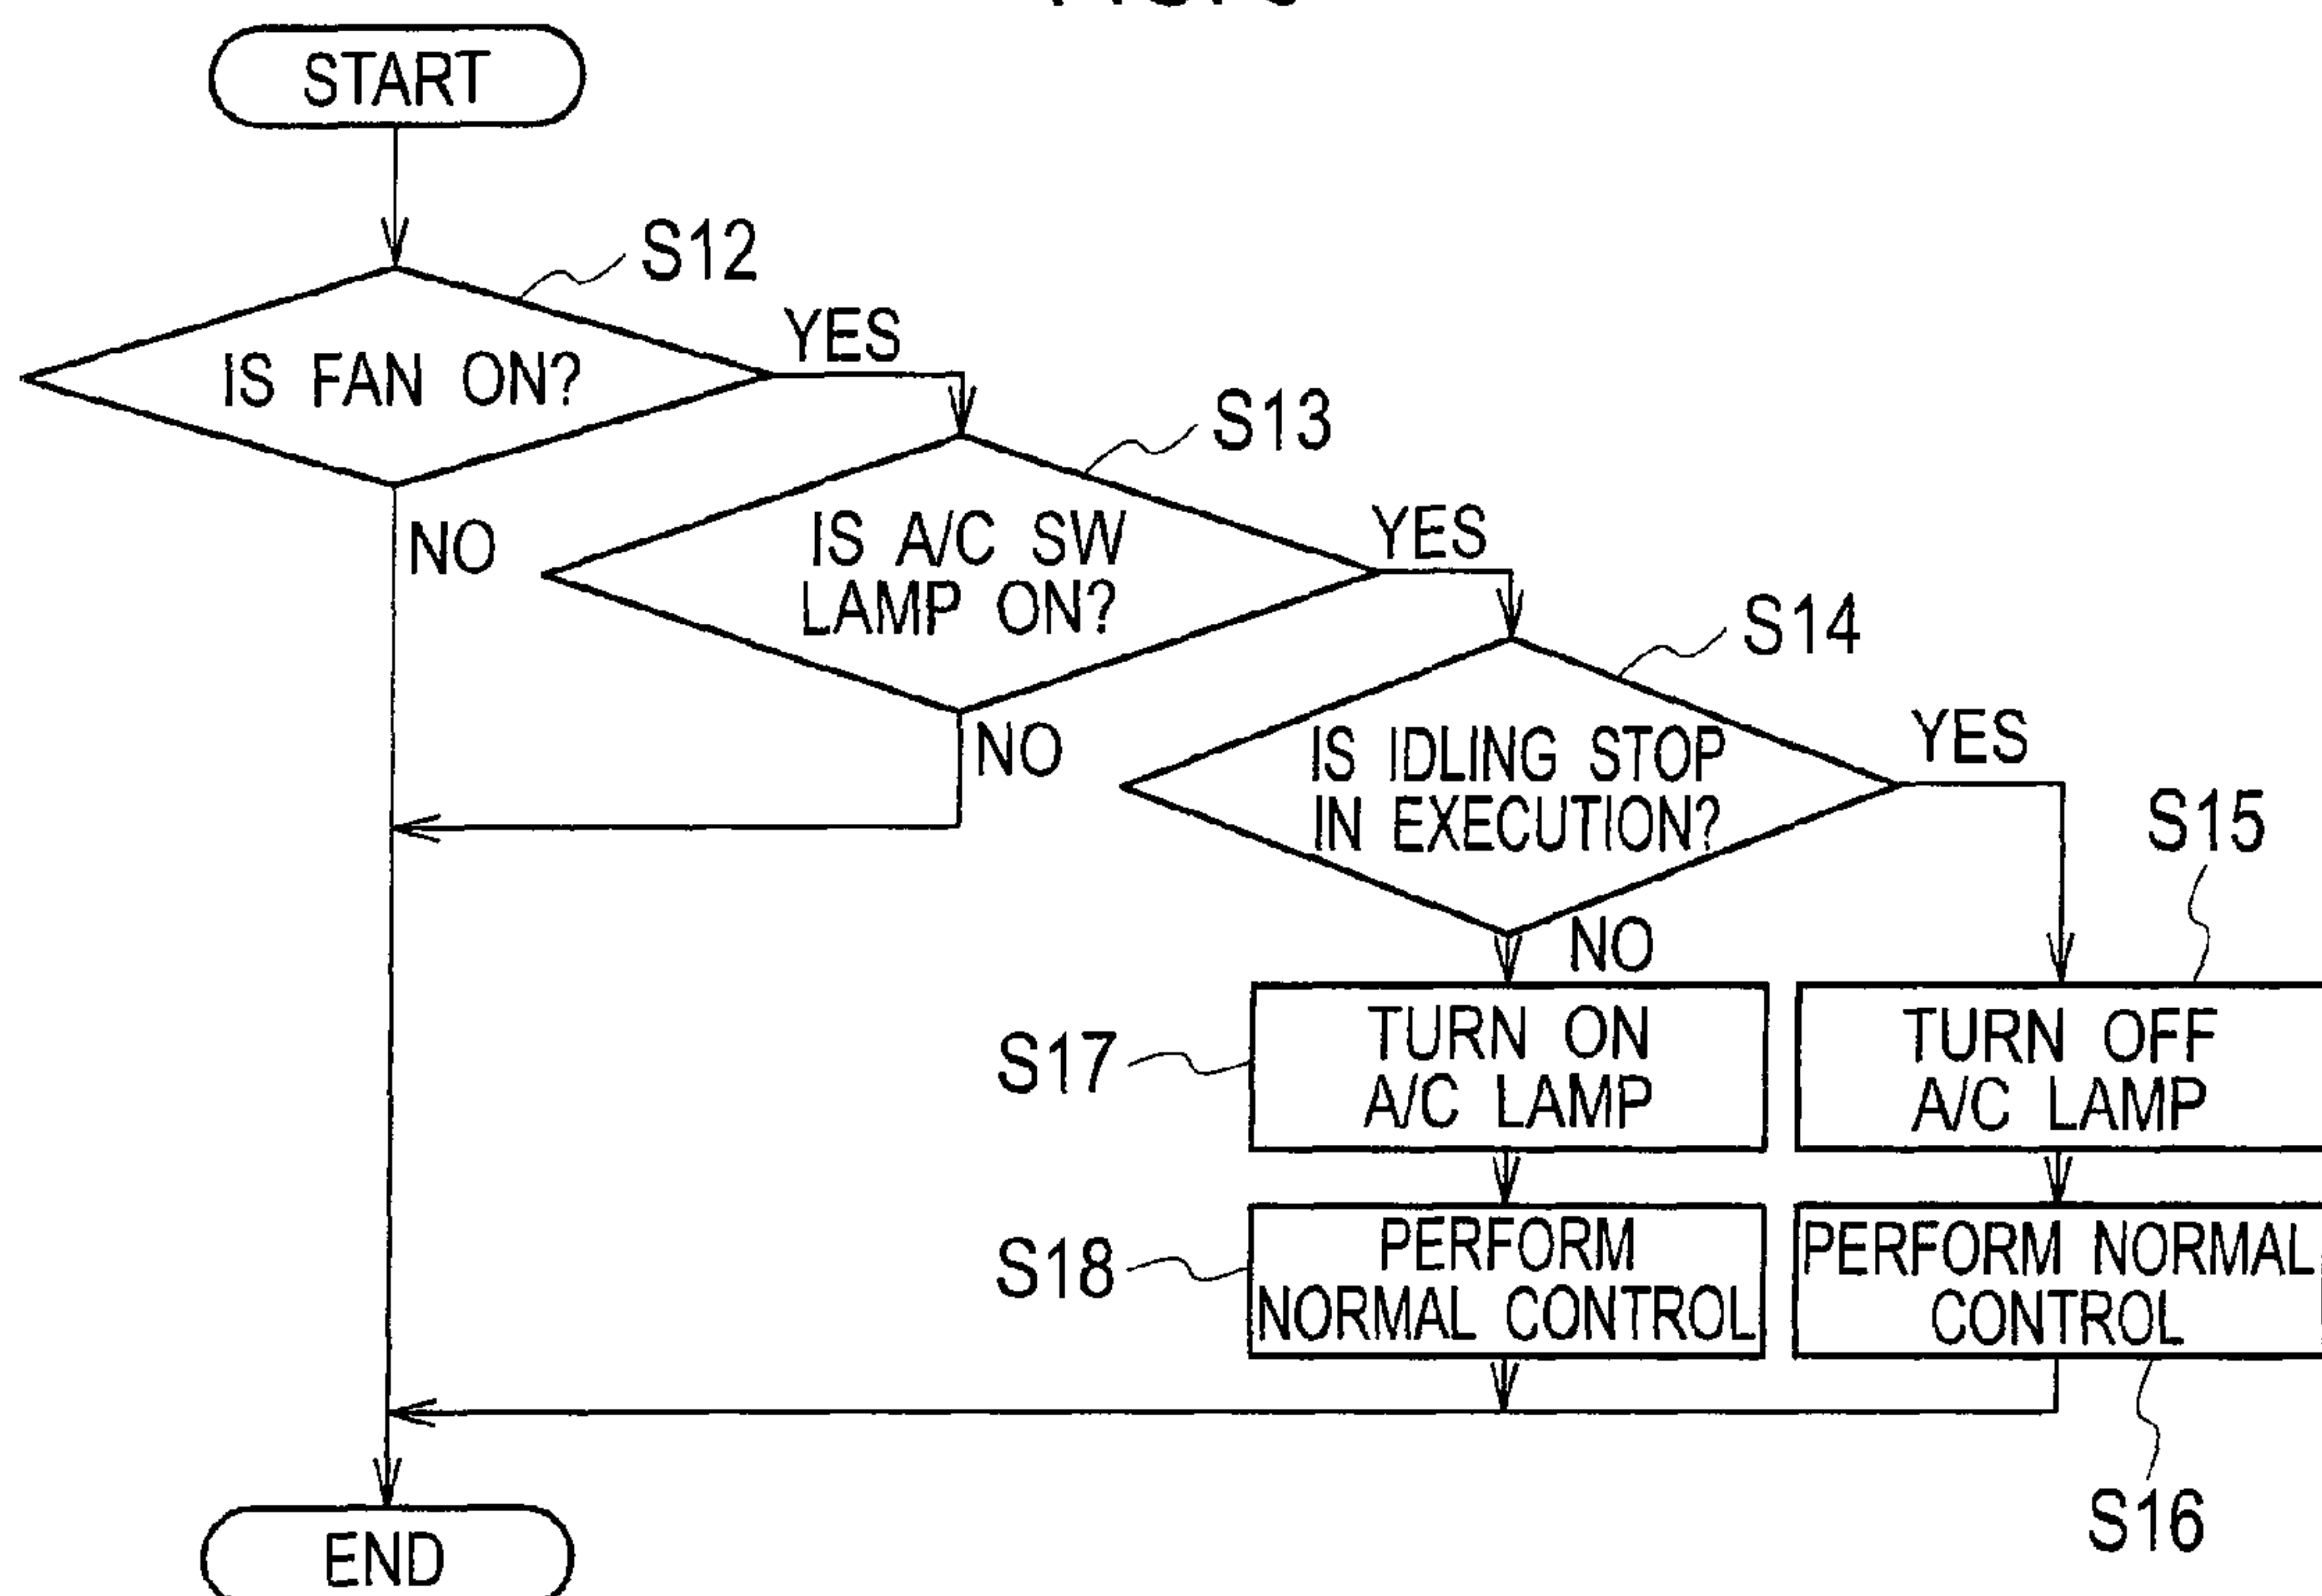 START
S12
YES
IS FAN ON?
S13
NO
IS A/C SW
LAMP ON?
YES
S14
NO
IS IDLING STOP
IN EXECUTION?
YES
S15
NO
S17
TURN ON
A/C LAMP
TURN OFF
A/C LAMP
S18
PERFORM
NORMAL CONTROL
PERFORM NORMAL
CONTROL
S16
END